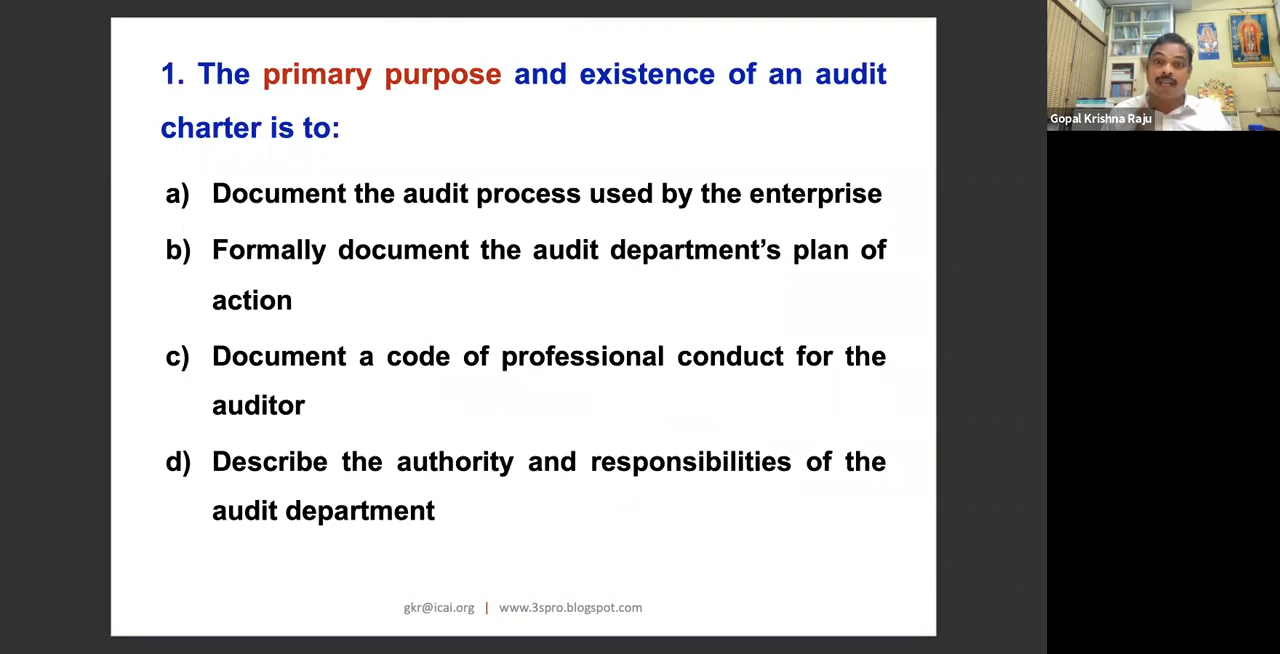 1. The primary purpose and existence of an audit
charter is to:
a) Document the audit process used by the enterprise
b) Formally document the audit department’s plan of
action
c) Document a code of professional conduct for the
auditor
d) Describe the authority and responsibilities of the
audit department
gkr@icai.org | www.3spro.blogspot.com
Gopal Krishna Raju